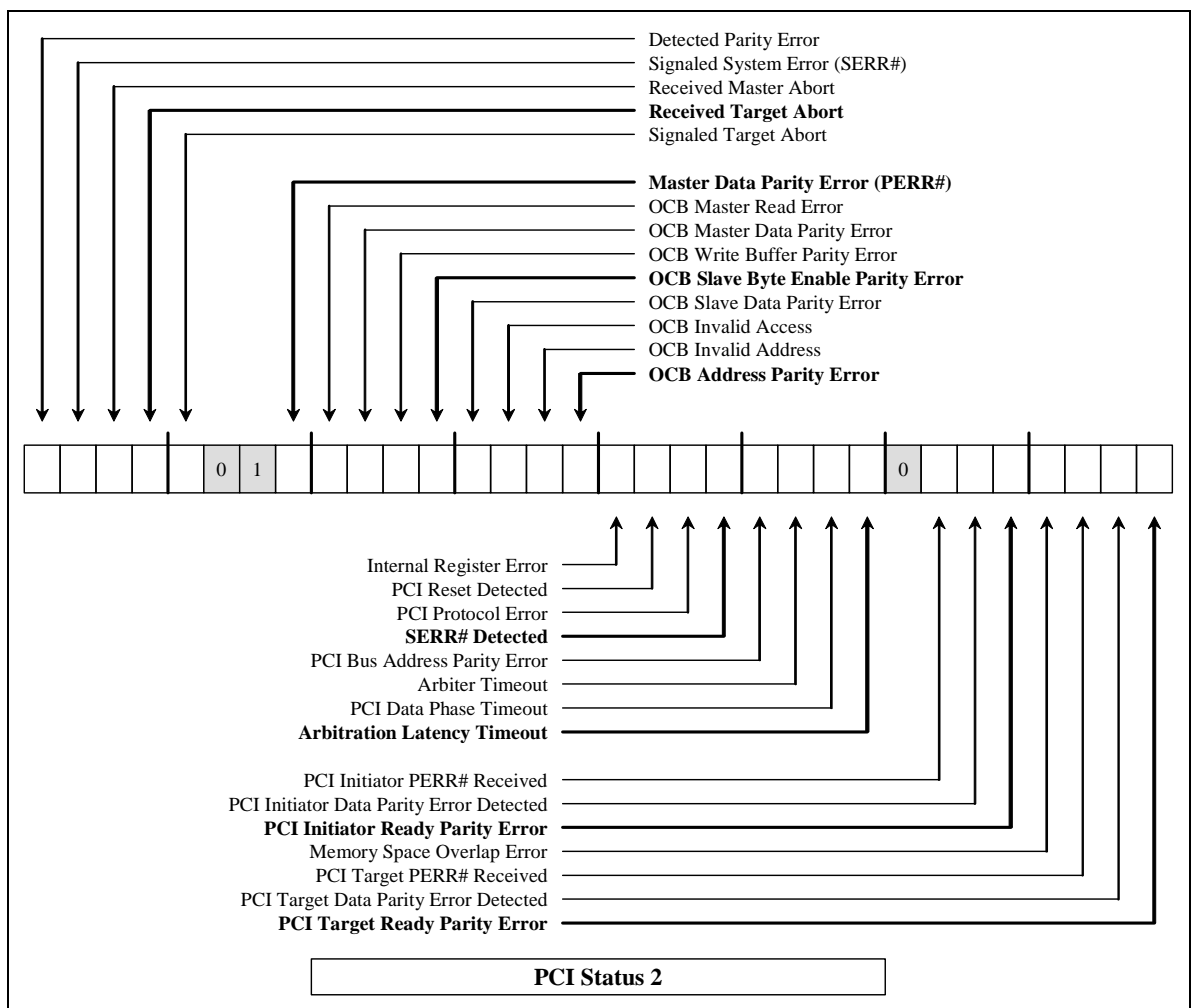 Detected Parity Error
Signaled System Error (SERR#)
Received Master Abort
Received Target Abort
Signaled Target Abort
Master Data Parity Error (PERR#)
OCB Master Read Error
OCB Master Data Parity Error
OCB Write Buffer Parity Error
OCB Slave Byte Enable Parity Error
OCB Slave Data Parity Error
OCB Invalid Access
OCB Invalid Address
OCB Address Parity Error
0 1 0
Internal Register Error
PCI Reset Detected
PCI Protocol Error
SERR# Detected
PCI Bus Address Parity Error
Arbiter Timeout
PCI Data Phase Timeout
Arbitration Latency Timeout
PCI Initiator PERR# Received
PCI Initiator Data Parity Error Detected
PCI Initiator Ready Parity Error
Memory Space Overlap Error
PCI Target PERR# Received
PCI Target Data Parity Error Detected
PCI Target Ready Parity Error
PCI Status 2